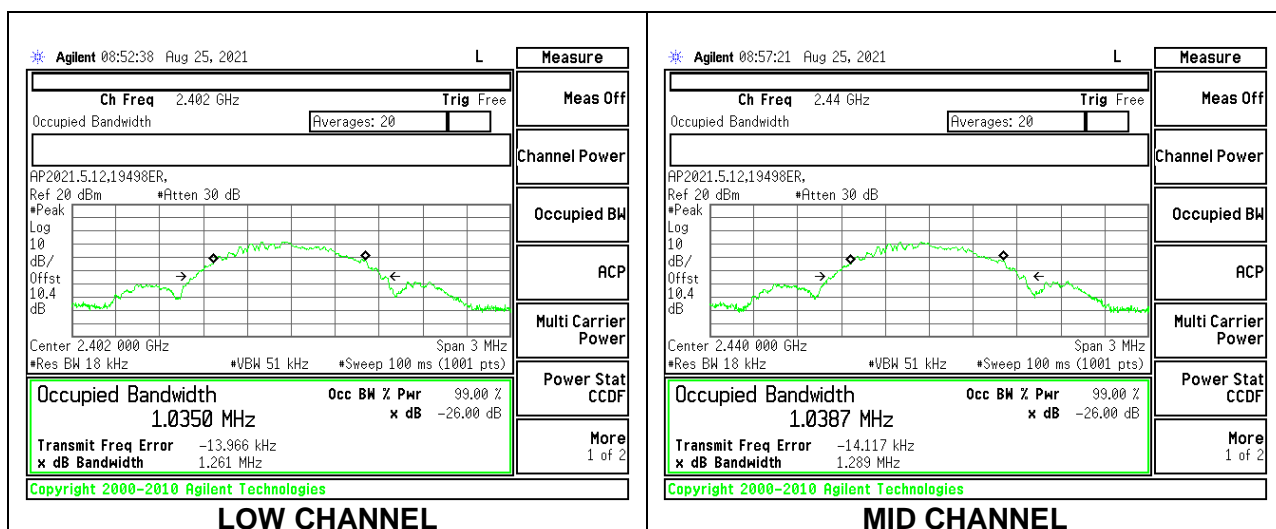 Agilent 08:52:38 Aug 25, 2021 L
Measure
Ch Freq 2.402 GHz Trig Free
Occupied Bandwidth Averages: 20
AP2021.5.12,19498ER,
Ref 20 dBm #Atten 30 dB
#Peak
Log
10
dB/
Offst
10.4
dB
Center 2.402 000 GHz Span 3 MHz
#Res BW 18 kHz #VBW 51 kHz #Sweep 100 ms (1001 pts)
Occupied Bandwidth Occ BW % Pwr 99.00 %
1.0350 MHz x dB -26.00 dB
Transmit Freq Error -13.966 kHz
x dB Bandwidth 1.261 MHz
Copyright 2000-2010 Agilent Technologies
Meas Off
Channel Power
Occupied BW
ACP
Multi Carrier
Power
Power Stat
CCDF
More
1 of 2
LOW CHANNEL
Agilent 08:57:21 Aug 25, 2021 L
Measure
Ch Freq 2.44 GHz Trig Free
Occupied Bandwidth Averages: 20
AP2021.5.12,19498ER,
Ref 20 dBm #Atten 30 dB
#Peak
Log
10
dB/
Offst
10.4
dB
Center 2.440 000 GHz Span 3 MHz
#Res BW 18 kHz #VBW 51 kHz #Sweep 100 ms (1001 pts)
Occupied Bandwidth Occ BW % Pwr 99.00 %
1.0387 MHz x dB -26.00 dB
Transmit Freq Error -14.117 kHz
x dB Bandwidth 1.289 MHz
Copyright 2000-2010 Agilent Technologies
Meas Off
Channel Power
Occupied BW
ACP
Multi Carrier
Power
Power Stat
CCDF
More
1 of 2
MID CHANNEL